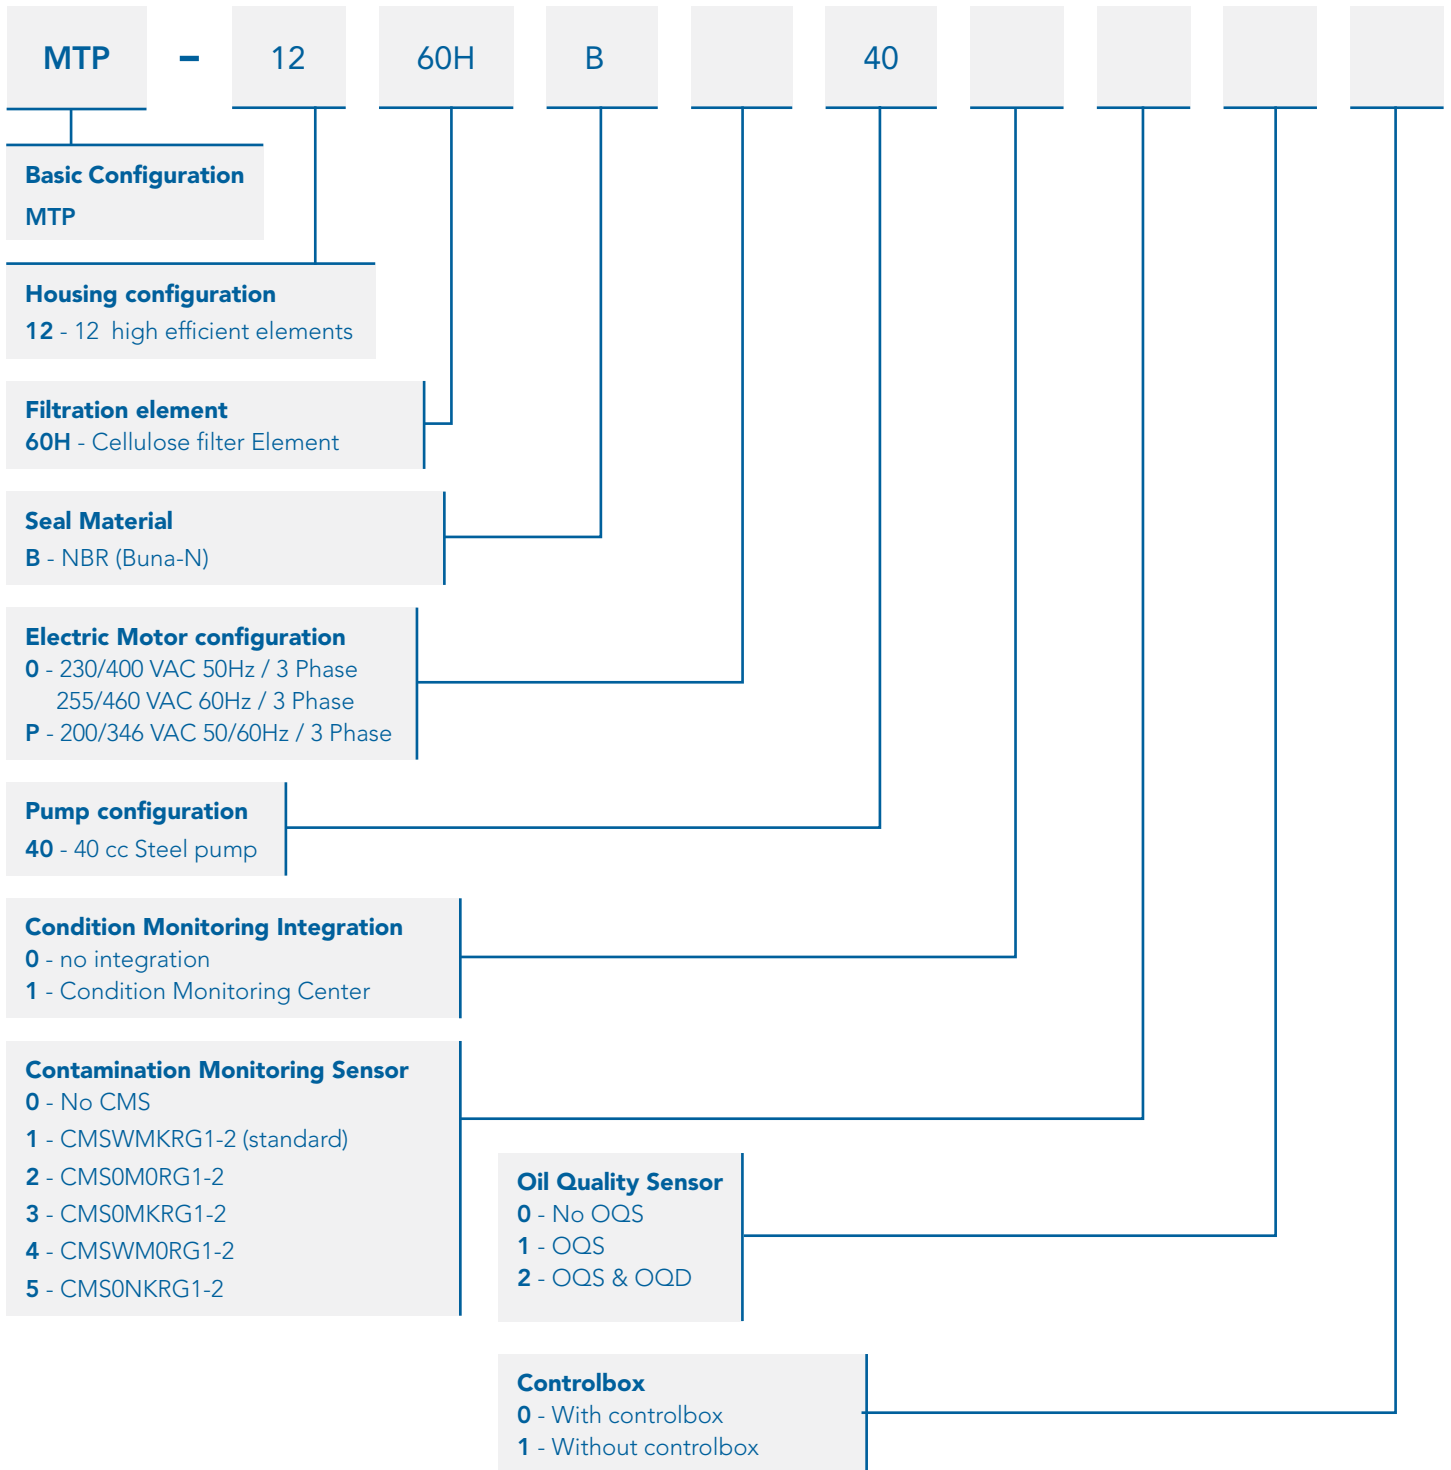 MTP – 12 60H B 40
Basic Configuration
MTP
Housing configuration
12 - 12 high efficient elements
Filtration element
60H - Cellulose filter Element
Seal Material
B - NBR (Buna-N)
Electric Motor configuration
0 - 230/400 VAC 50Hz / 3 Phase
255/460 VAC 60Hz / 3 Phase
P - 200/346 VAC 50/60Hz / 3 Phase
Pump configuration
40 - 40 cc Steel pump
Condition Monitoring Integration
0 - no integration
1 - Condition Monitoring Center
Contamination Monitoring Sensor
0 - No CMS
1 - CMSWMKRG1-2 (standard)
2 - CMS0M0RG1-2
3 - CMS0MKRG1-2
4 - CMSWM0RG1-2
5 - CMS0NKRG1-2
Oil Quality Sensor
0 - No OQS
1 - OQS
2 - OQS & OQD
Controlbox
0 - With controlbox
1 - Without controlbox